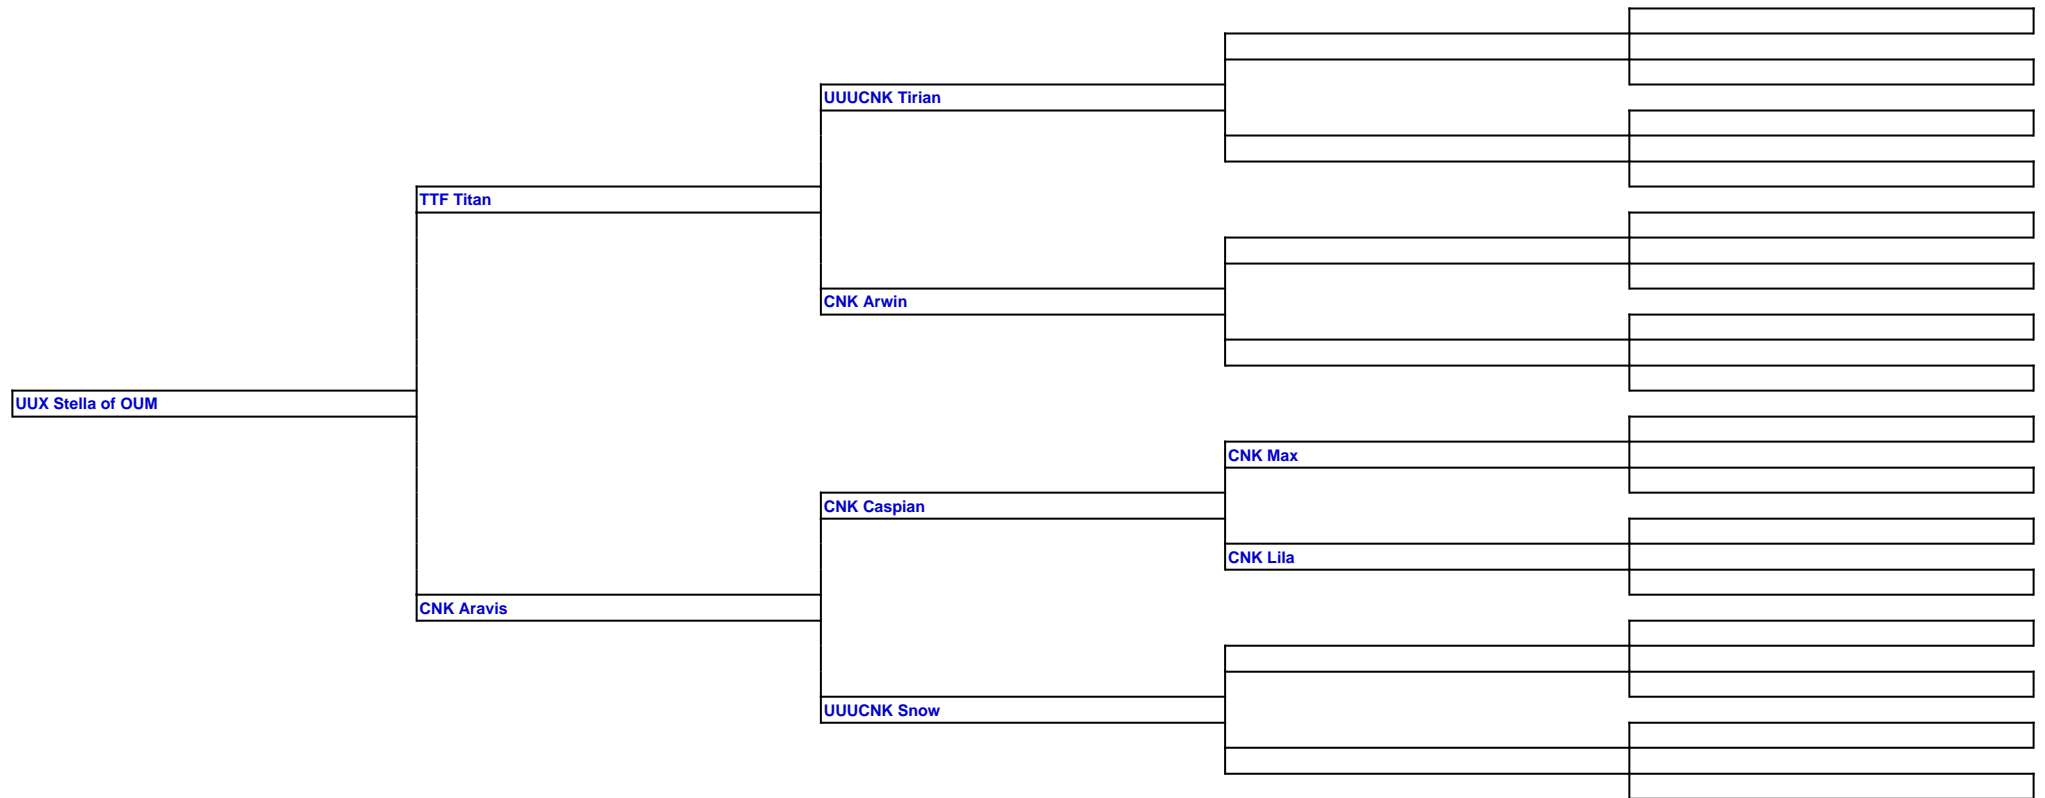 UUUCNK Tirian
TTF Titan
CNK Arwin
UUX Stella of OUM
CNK Max
CNK Caspian
CNK Lila
CNK Aravis
UUUCNK Snow